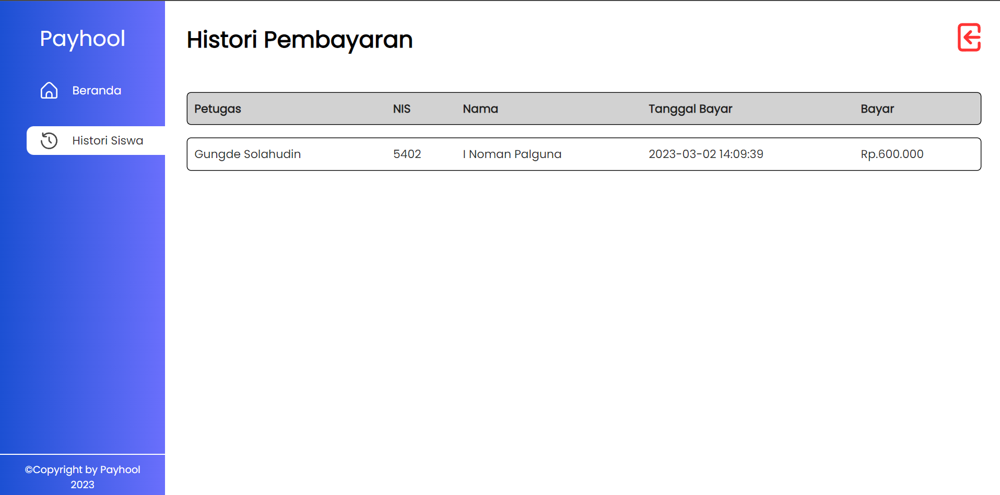 Payhool
Beranda
Histori Siswa
©Copyright by Payhool
2023
Histori Pembayaran
Petugas NIS Nama Tanggal Bayar Bayar
Gungde Solahudin 5402 I Noman Palguna 2023-03-02 14:09:39 Rp.600.000